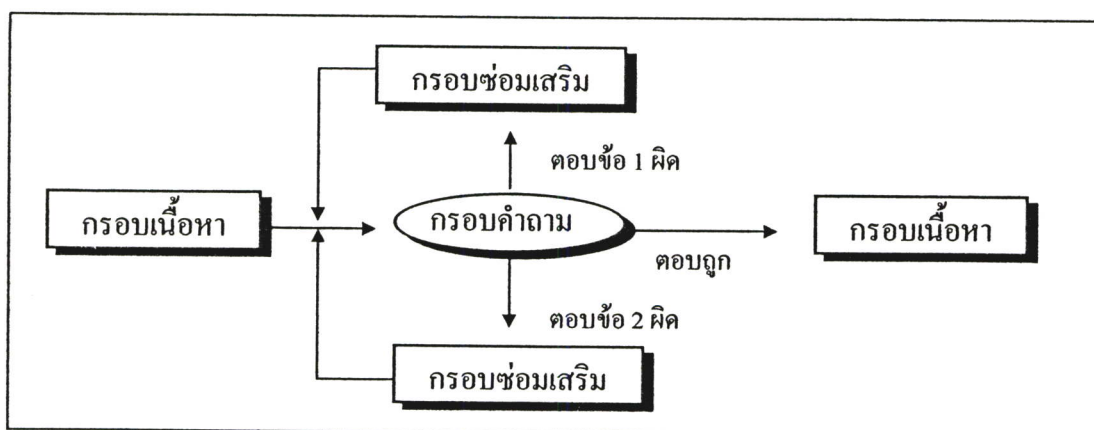 กรอบซ่อมเสริม
ตอบข้อ 1 ผิด
กรอบเนื้อหา
กรอบคำถาม
กรอบเนื้อหา
ตอบถูก
ตอบข้อ 2 ผิด
กรอบซ่อมเสริม